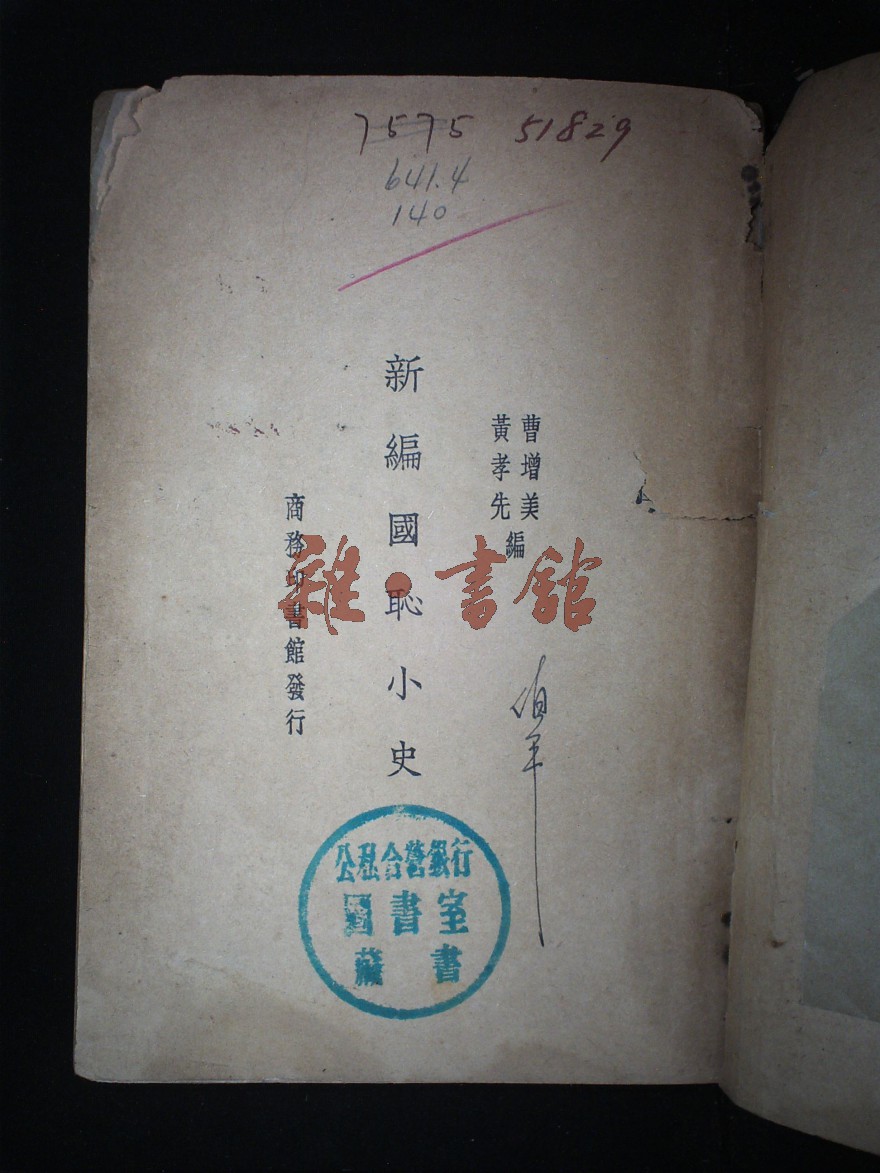 7575 51829
641.4
140
曹增美
黃孝先
編
新編國恥小史
商務印書館發行
雜·書館
公私合營銀行
圖書室
藏書